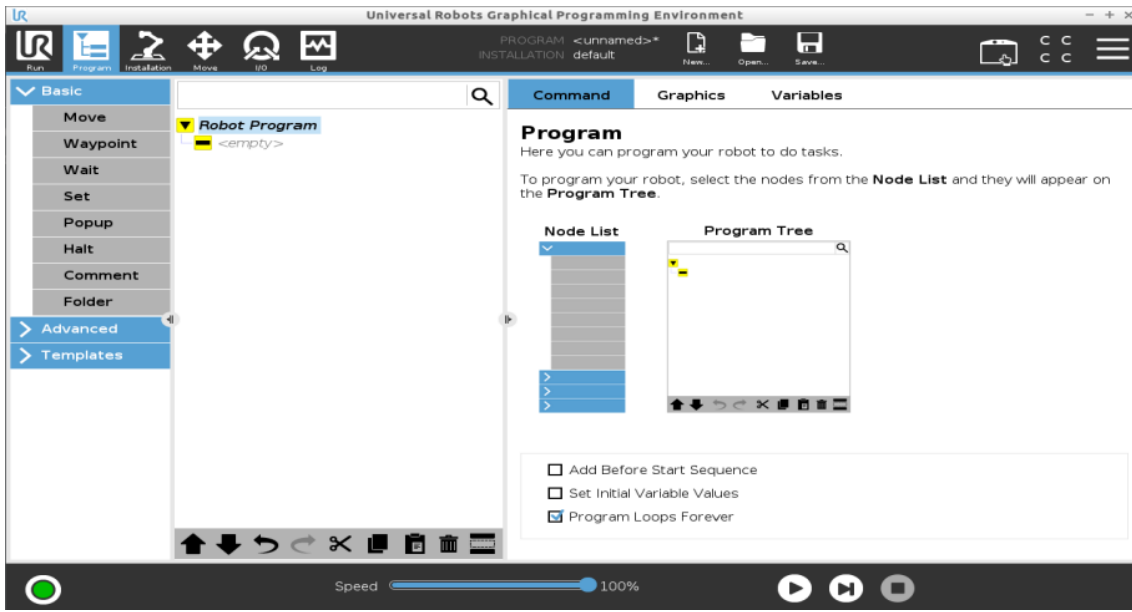 Universal Robots Graphical Programming Environment
UR
Run
Program
Installation
Move
I/O
Log
PROGRAM <unnamed>*
INSTALLATION default
New...
Open...
Save...
C C
C C
Basic
Move
Waypoint
Wait
Set
Popup
Halt
Comment
Folder
Advanced
Templates
Robot Program
<empty>
Command Graphics Variables
Program
Here you can program your robot to do tasks.
To program your robot, select the nodes from the Node List and they will appear on
the Program Tree.
Node List
Program Tree
Add Before Start Sequence
Set Initial Variable Values
Program Loops Forever
Speed 100%